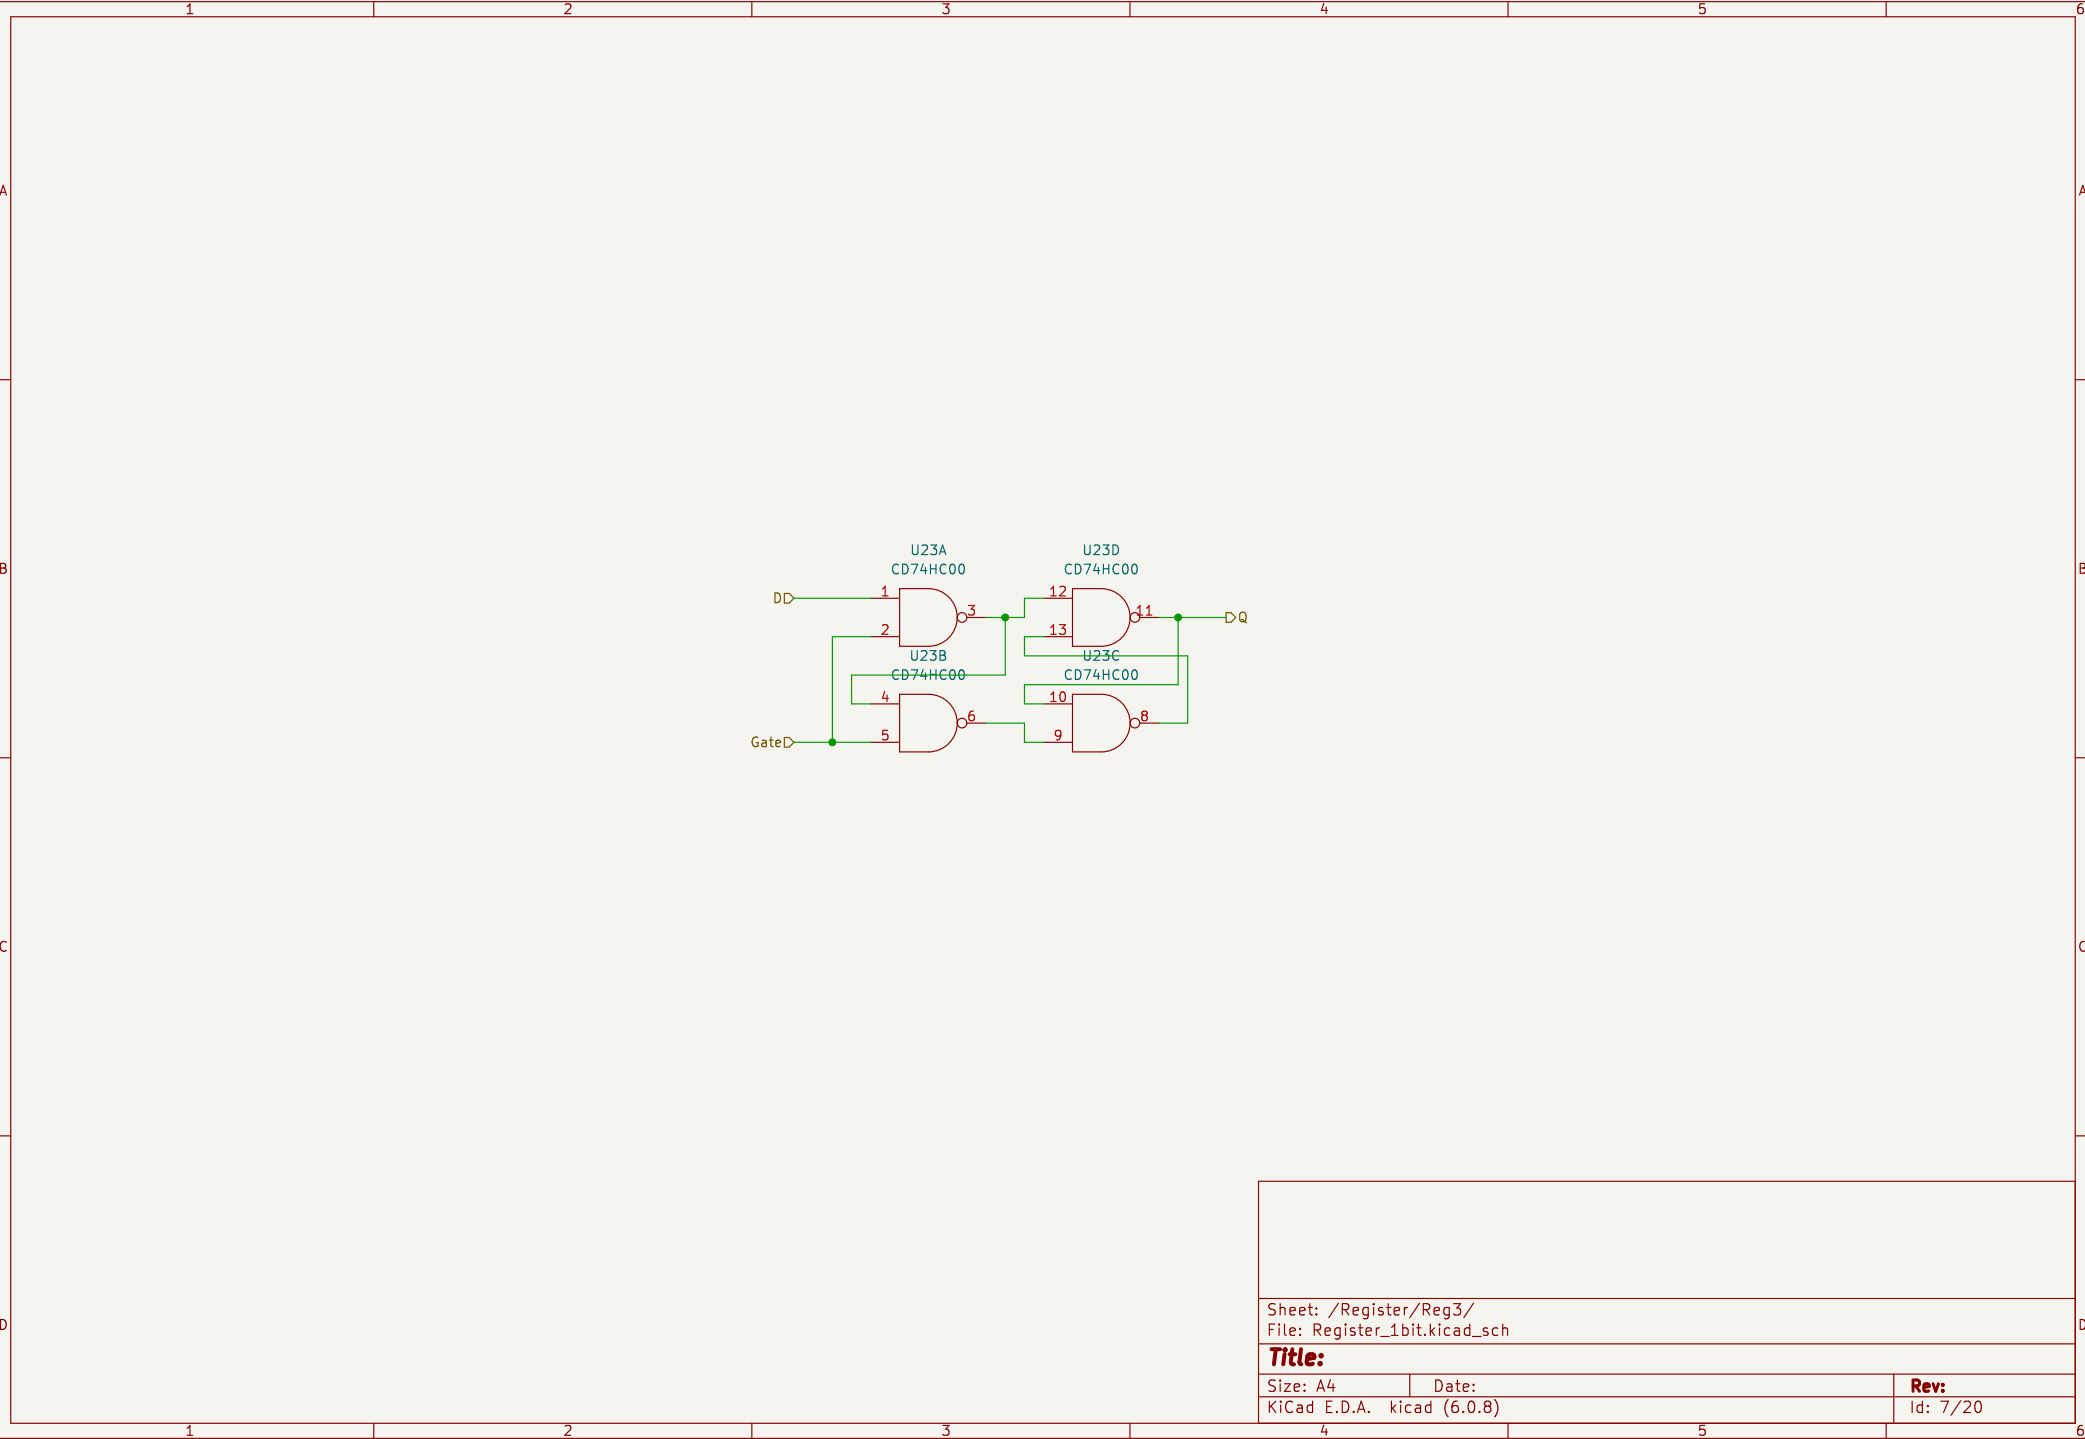 1 2 3 4 5 6
A A
U23A U23D
CD74HC00 CD74HC00
B B
D 1 3 12 11 Q
2 13
U23B U23C
CD74HC00 CD74HC00
4 6 10 8
Gate 5 9
C C
Sheet: /Register/Reg3/
File: Register_1bit.kicad_sch
D D
Title:
Size: A4 Date: Rev:
KiCad E.D.A. kicad (6.0.8) Id: 7/20
1 2 3 4 5 6